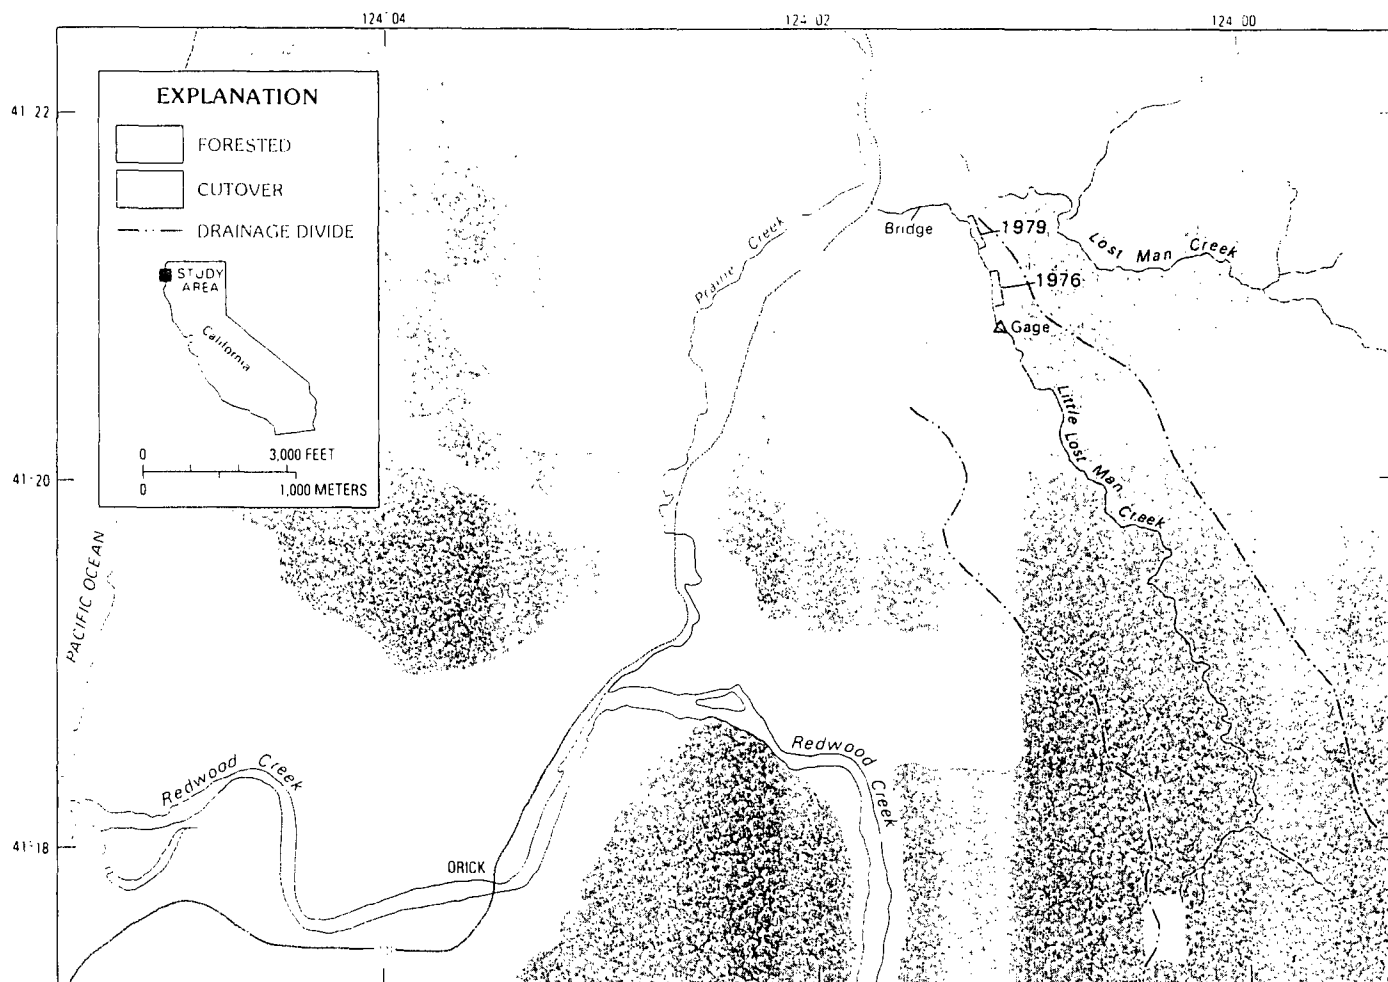 124 04
124 02
124 00
41 22
41 20
41 18
EXPLANATION
FORESTED
CUTOVER
DRAINAGE DIVIDE
STUDY
AREA
California
0
3,000 FEET
0
1,000 METERS
PACIFIC OCEAN
Prairie Creek
Bridge
1979
1976
Gage
Lost Man Creek
Little Lost Man Creek
Redwood Creek
Redwood Creek
ORICK